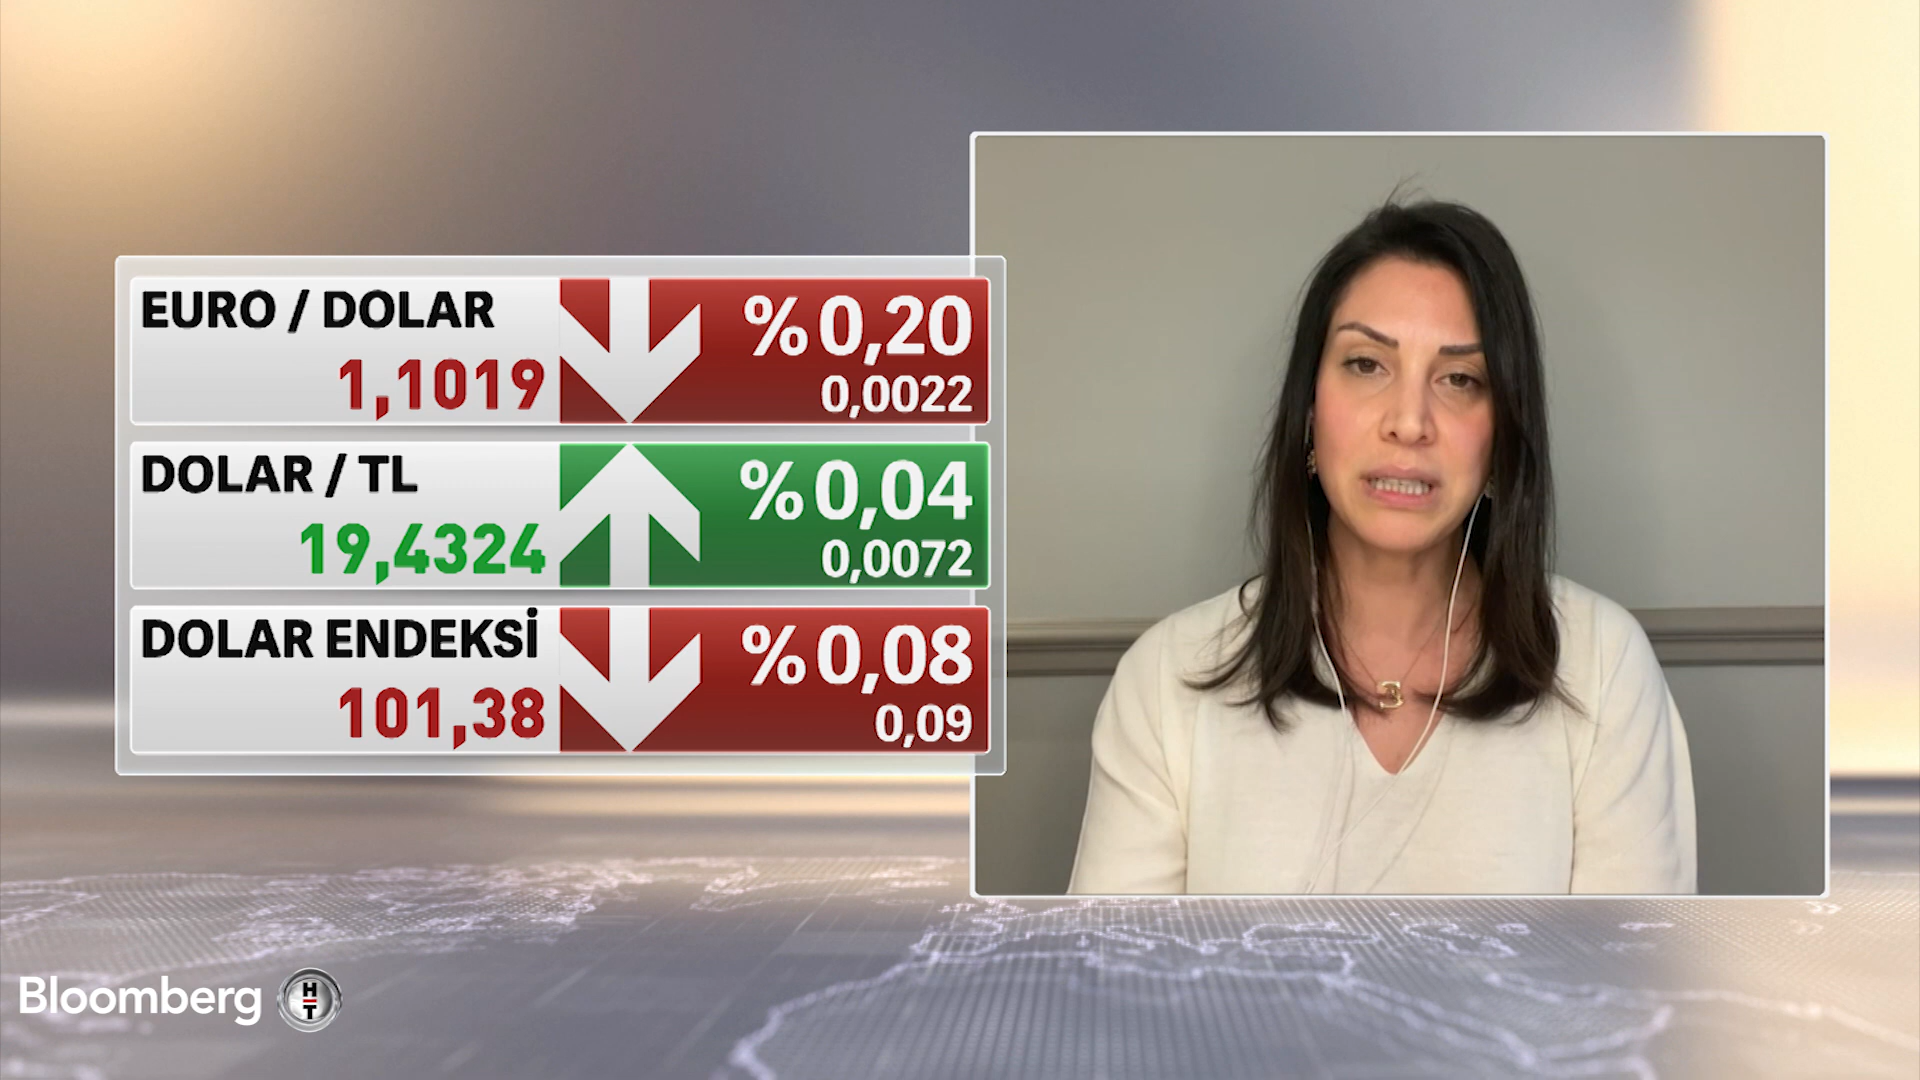 EURO / DOLAR
1,1019
%0,20
0,0022
DOLAR / TL
19,4324
%0,04
0,0072
DOLAR ENDEKSİ
101,38
%0,08
0,09
B
Bloomberg HT